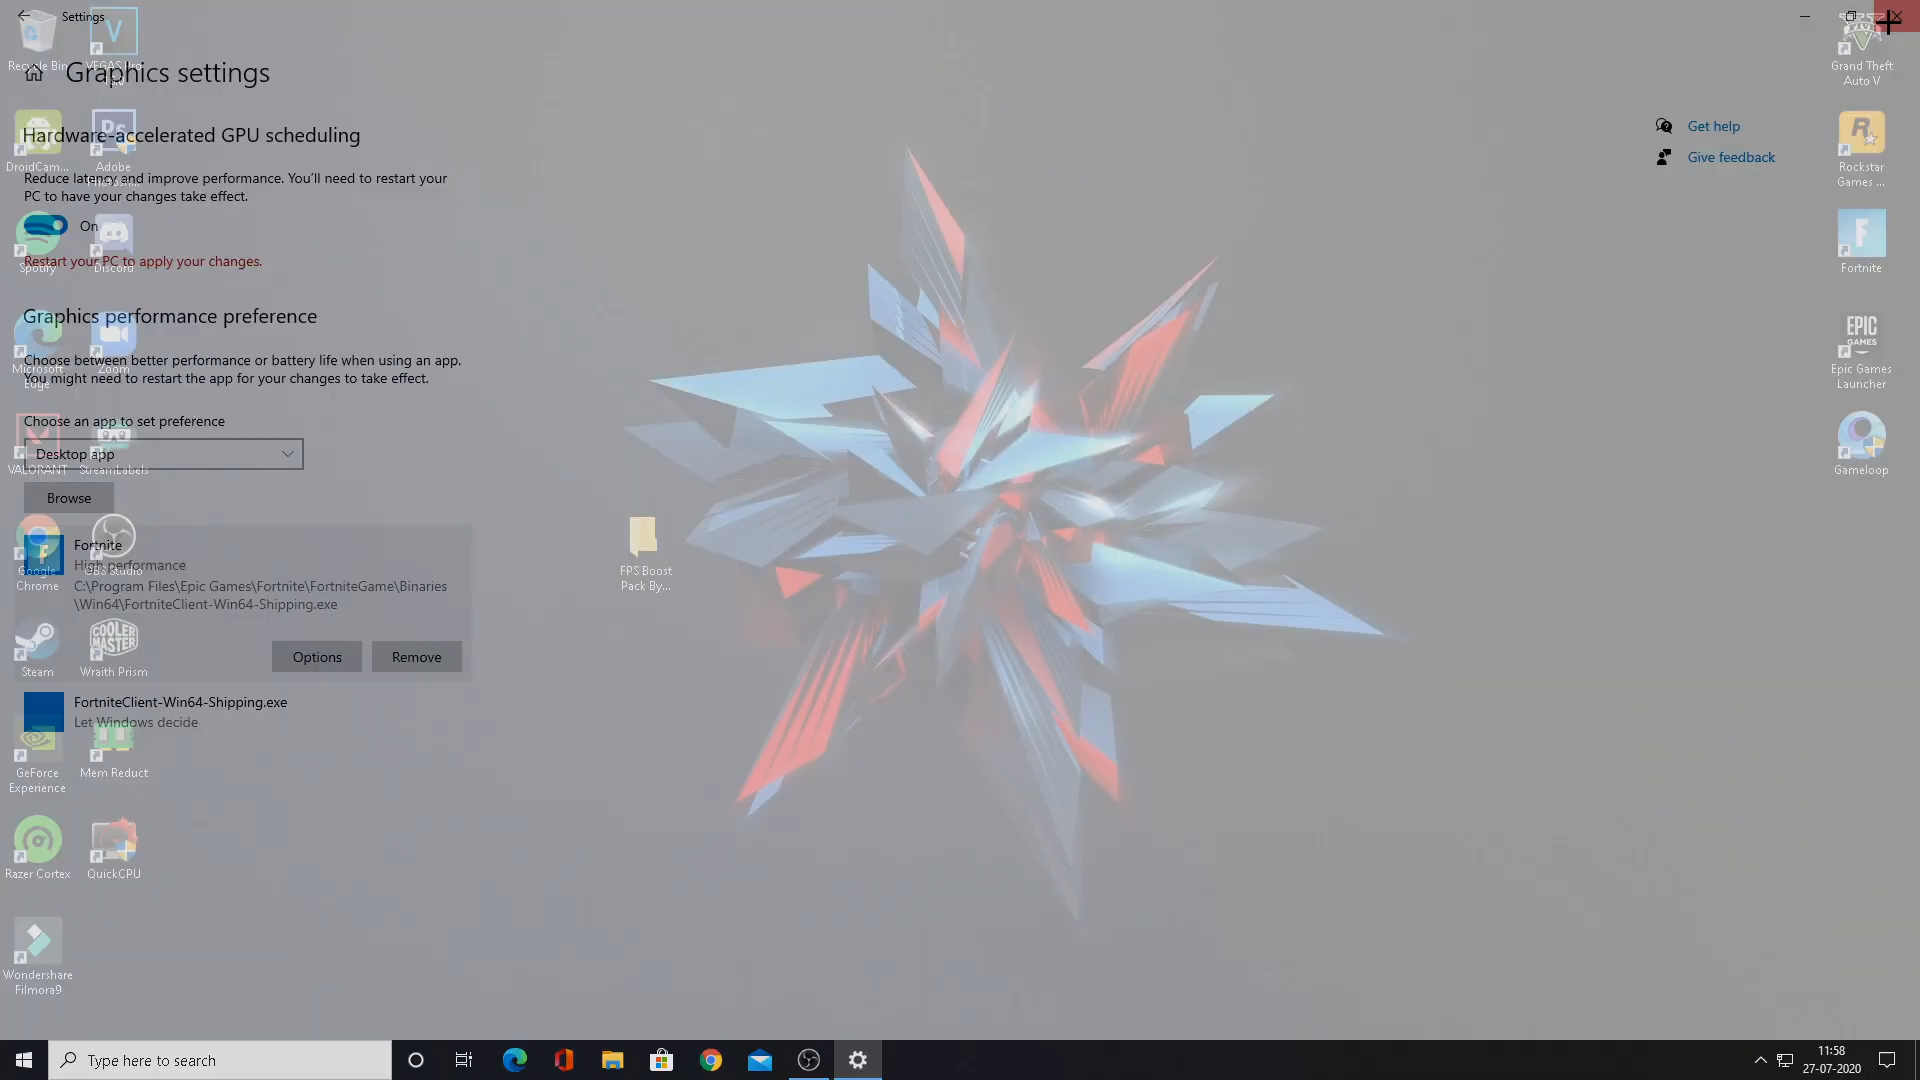 Settings
Graphics settings
Hardware-accelerated GPU scheduling
Reduce latency and improve performance. You'll need to restart your
PC to have your changes take effect.
On
Restart your PC to apply your changes.
Graphics performance preference
Choose between better performance or battery life when using an app.
You might need to restart the app for your changes to take effect.
Choose an app to set preference
Desktop app
Browse
Fortnite
High performance
C:\Program Files\Epic Games\Fortnite\FortniteGame\Binaries
\Win64\FortniteClient-Win64-Shipping.exe
Options
Remove
FortniteClient-Win64-Shipping.exe
Let Windows decide
Get help
Give feedback
Recycle Bin
VEGAS Pro
DroidCam...
Adobe
Photosh...
Spotify
Discord
Microsoft
Edge
Zoom
VALORANT
StreamLabels
Google
Chrome
OBS Studio
Steam
COOLER
MASTER
Wraith Prism
GeForce
Experience
Mem Reduct
Razer Cortex
QuickCPU
Wondershare
Filmora9
FPS Boost
Pack By...
Grand Theft
Auto V
Rockstar
Games ...
Fortnite
EPIC
GAMES
Epic Games
Launcher
Gameloop
Type here to search
11:58
27-07-2020